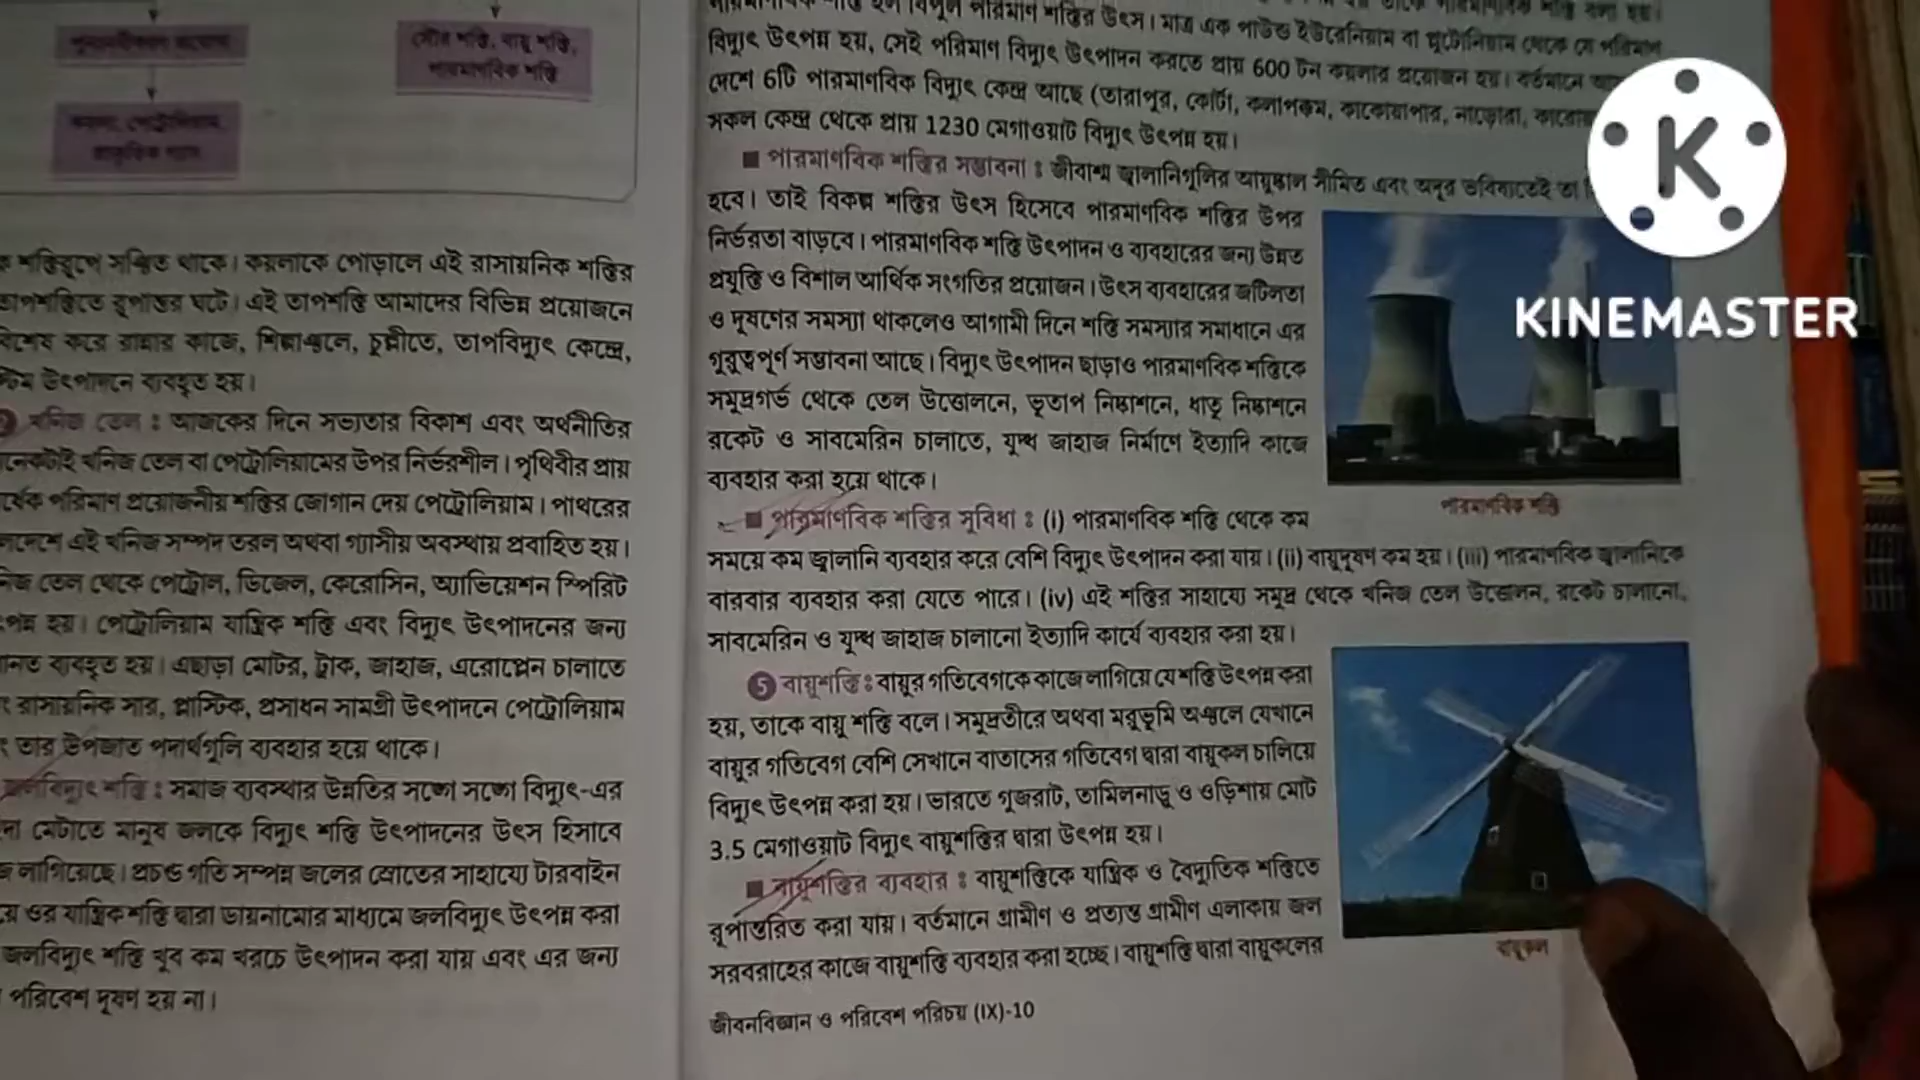 সৌর শক্তি, বায়ু শক্তি,
পারমাণবিক শক্তি
শক্তিরূপে সঞ্চিত থাকে। কয়লাকে পোড়ালে এই রাসায়নিক শক্তির
তাপশক্তিতে রূপান্তর ঘটে। এই তাপশক্তি আমাদের বিভিন্ন প্রয়োজনে
বিশেষ করে রান্নার কাজে, শিল্পাঞ্চলে, চুল্লীতে, তাপবিদ্যুৎ কেন্দ্রে,
উৎপাদনে ব্যবহৃত হয়।
খনিজ তেল : আজকের দিনে সভ্যতার বিকাশ এবং অর্থনীতির
খনিজ তেল বা পেট্রোলিয়ামের উপর নির্ভরশীল। পৃথিবীর প্রায়
পরিমাণ প্রয়োজনীয় শক্তির জোগান দেয় পেট্রোলিয়াম। পাথরের
এই খনিজ সম্পদ তরল অথবা গ্যাসীয় অবস্থায় প্রবাহিত হয়।
তেল থেকে পেট্রোল, ডিজেল, কেরোসিন, অ্যাভিয়েশন স্পিরিট
হয়। পেট্রোলিয়াম যান্ত্রিক শক্তি এবং বিদ্যুৎ উৎপাদনের জন্য
ব্যবহৃত হয়। এছাড়া মোটর, ট্রাক, জাহাজ, এরোপ্লেন চালাতে
রাসায়নিক সার, প্লাস্টিক, প্রসাধন সামগ্রী উৎপাদনে পেট্রোলিয়াম
তার উপজাত পদার্থগুলি ব্যবহার হয়ে থাকে।
শক্তি : সমাজ ব্যবস্থার উন্নতির সঙ্গে সঙ্গে বিদ্যুৎ-এর
মেটাতে মানুষ জলকে বিদ্যুৎ শক্তি উৎপাদনের উৎস হিসাবে
লাগিয়েছে। প্রচণ্ড গতি সম্পন্ন জলের স্রোতের সাহায্যে টারবাইন
ওর যান্ত্রিক শক্তি দ্বারা ডায়নামোর মাধ্যমে জলবিদ্যুৎ উৎপন্ন করা
জলবিদ্যুৎ শক্তি খুব কম খরচে উৎপাদন করা যায় এবং এর জন্য
পরিবেশ দূষণ হয় না।
বিপুল পরিমাণ শক্তির উৎস। মাত্র এক পাউন্ড ইউরেনিয়াম বা প্লুটোনিয়াম থেকে যে পরিমাণ
বিদ্যুৎ উৎপন্ন হয়, সেই পরিমাণ বিদ্যুৎ উৎপাদন করতে প্রায় 600 টন কয়লার প্রয়োজন হয়। বর্তমানে
দেশে 6টি পারমাণবিক বিদ্যুৎ কেন্দ্র আছে (তারাপুর, কোটা, কলাপক্কম, কাকোরাপার, নাড়োরা,
সকল কেন্দ্র থেকে প্রায় 1230 মেগাওয়াট বিদ্যুৎ উৎপন্ন হয়।
■ পারমাণবিক শক্তির সম্ভাবনা : জীবাশ্ম জ্বালানিগুলির আয়ুষ্কাল সীমিত এবং অদূর ভবিষ্যতেই তা
হবে। তাই বিকল্প শক্তির উৎস হিসেবে পারমাণবিক শক্তির উপর
নির্ভরতা বাড়বে। পারমাণবিক শক্তি উৎপাদন ও ব্যবহারের জন্য উন্নত
প্রযুক্তি ও বিশাল আর্থিক সংগতির প্রয়োজন। উৎস ব্যবহারের জটিলতা
ও দূষণের সমস্যা থাকলেও আগামী দিনে শক্তি সমস্যার সমাধানে এর
গুরুত্বপূর্ণ সম্ভাবনা আছে। বিদ্যুৎ উৎপাদন ছাড়াও পারমাণবিক শক্তিকে
সমুদ্রগর্ভ থেকে তেল উত্তোলনে, ভূতাপ নিষ্কাশনে, ধাতু নিষ্কাশনে
রকেট ও সাবমেরিন চালাতে, যুদ্ধ জাহাজ নির্মাণে ইত্যাদি কাজে
ব্যবহার করা হয়ে থাকে।
পারমাণবিক শক্তি
■ পারমাণবিক শক্তির সুবিধা : (i) পারমাণবিক শক্তি থেকে কম
সময়ে কম জ্বালানি ব্যবহার করে বেশি বিদ্যুৎ উৎপাদন করা যায়। (ii) বায়ুদূষণ কম হয়। (iii) পারমাণবিক জ্বালানিকে
বারবার ব্যবহার করা যেতে পারে। (iv) এই শক্তির সাহায্যে সমুদ্র থেকে খনিজ তেল উত্তোলন, রকেট চালানো,
সাবমেরিন ও যুদ্ধ জাহাজ চালানো ইত্যাদি কার্যে ব্যবহার করা হয়।
5 বায়ুশক্তি : বায়ুর গতিবেগকে কাজে লাগিয়ে যে শক্তি উৎপন্ন করা
হয়, তাকে বায়ু শক্তি বলে। সমুদ্রতীরে অথবা মরুভূমি অঞ্চলে যেখানে
বায়ুর গতিবেগ বেশি সেখানে বাতাসের গতিবেগ দ্বারা বায়ুকল চালিয়ে
বিদ্যুৎ উৎপন্ন করা হয়। ভারতে গুজরাট, তামিলনাড়ু ও ওড়িশায় মোট
3.5 মেগাওয়াট বিদ্যুৎ বায়ুশক্তির দ্বারা উৎপন্ন হয়।
■ বায়ুশক্তির ব্যবহার : বায়ুশক্তিকে যান্ত্রিক ও বৈদ্যুতিক শক্তিতে
রূপান্তরিত করা যায়। বর্তমানে গ্রামীণ ও প্রত্যন্ত গ্রামীণ এলাকায় জল
সরবরাহের কাজে বায়ুশক্তি ব্যবহার করা হচ্ছে। বায়ুশক্তি দ্বারা বায়ুকলের
বায়ুকল
জীবনবিজ্ঞান ও পরিবেশ পরিচয় (IX)-10
K
KINEMASTER